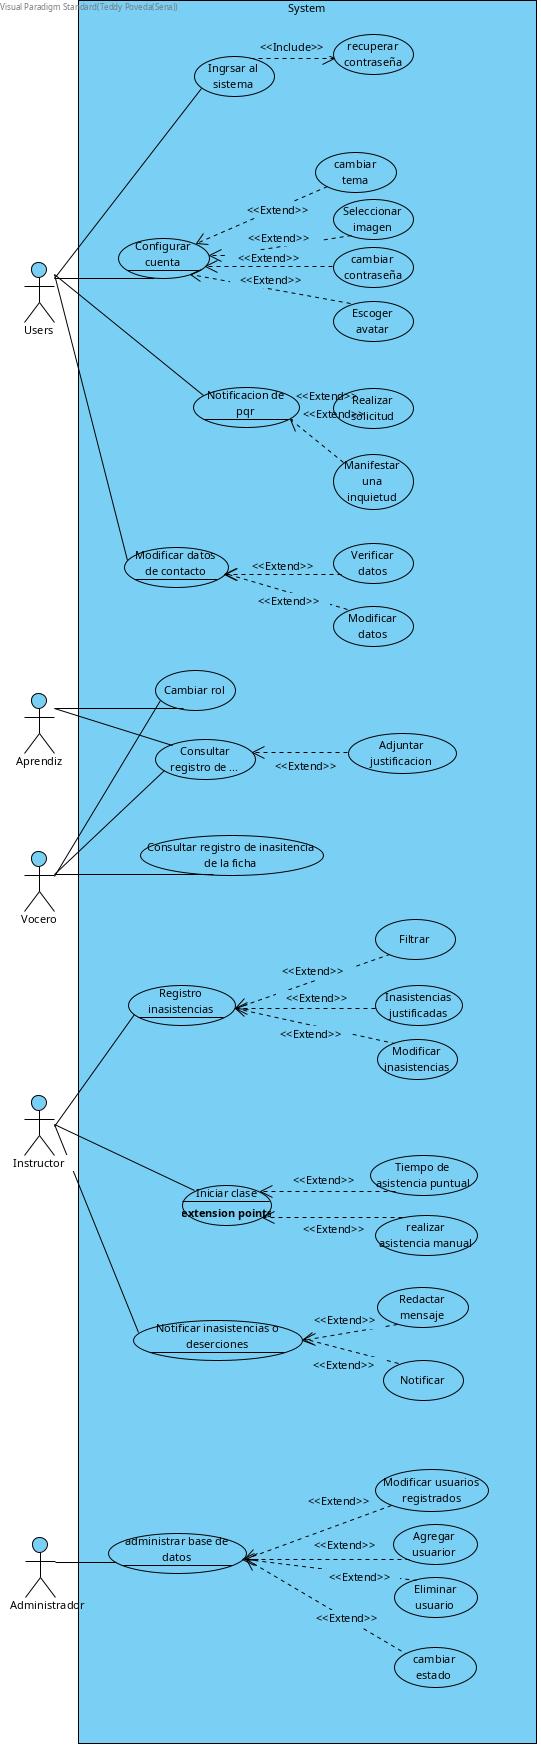 Visual Paradigm Standard(Teddy Poveda(Sena))
System
<<Include>>
recuperar
contraseña
Ingrsar al
sistema
cambiar
tema
<<Extend>>
Seleccionar
imagen
<<Extend>>
Configurar
cuenta
<<Extend>>
cambiar
contraseña
<<Extend>>
Escoger
avatar
Users
Notificacion de
pqr
<<Extend>>
<<Extend>>
Realizar
solicitud
Manifestar
una
inquietud
Modificar datos
de contacto
<<Extend>>
Verificar
datos
<<Extend>>
Modificar
datos
Cambiar rol
Aprendiz
Consultar
registro de ...
<<Extend>>
Adjuntar
justificacion
Consultar registro de inasitencia
de la ficha
Vocero
Filtrar
<<Extend>>
Registro
inasistencias
<<Extend>>
Inasistencias
justificadas
<<Extend>>
Modificar
inasistencias
Instructor
Iniciar clase
extension points
<<Extend>>
Tiempo de
asistencia puntual
<<Extend>>
realizar
asistencia manual
Notificar inasistencias o
deserciones
<<Extend>>
Redactar
mensaje
<<Extend>>
Notificar
Modificar usuarios
registrados
<<Extend>>
administrar base de
datos
<<Extend>>
Agregar
usuarior
<<Extend>>
Eliminar
usuario
Administrador
<<Extend>>
cambiar
estado